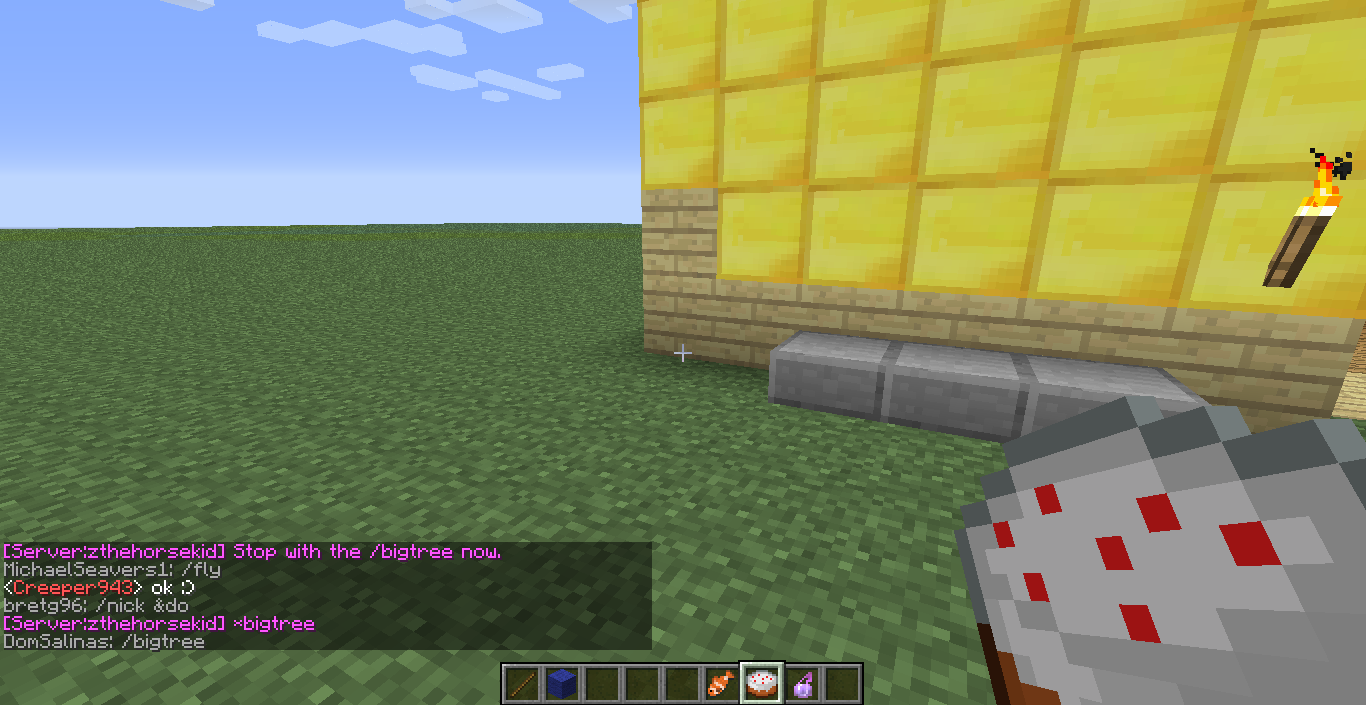 [Server:zthehorsekid] Stop with the /bigtree now.
MichaelSeavers1: /fly
<Creeper943> ok :D
bretg96: /nick &do
[Server:zthehorsekid] *bigtree
DomSalinas: /bigtree